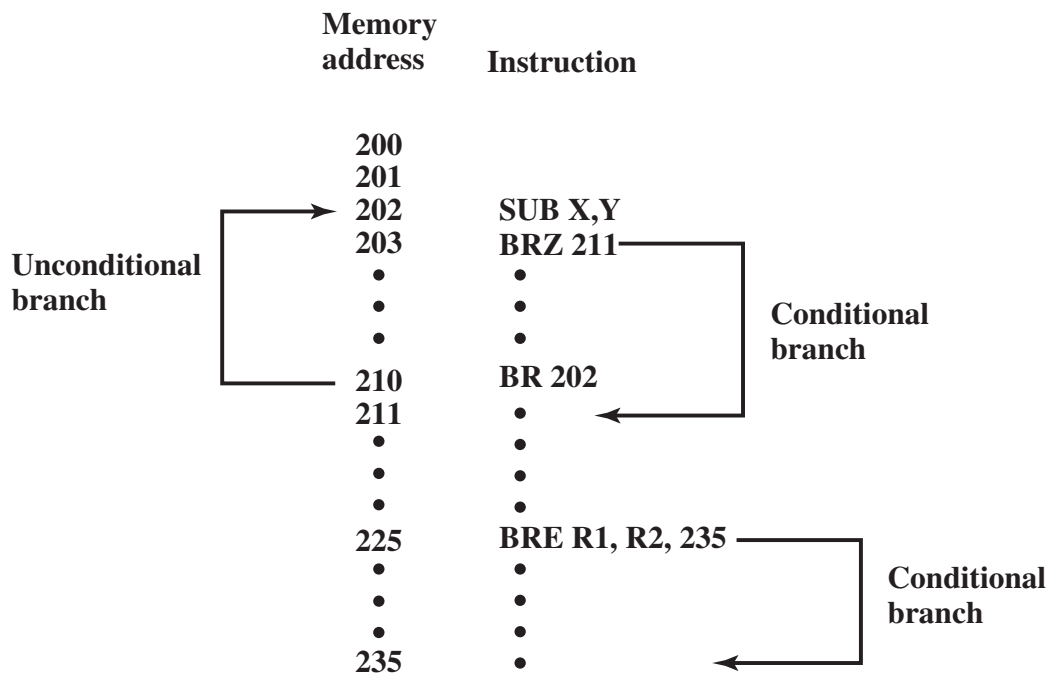 Memory
address Instruction
200
201
202 SUB X,Y
203 BRZ 211
Unconditional
branch
Conditional
branch
210 BR 202
211
225 BRE R1, R2, 235
Conditional
branch
235